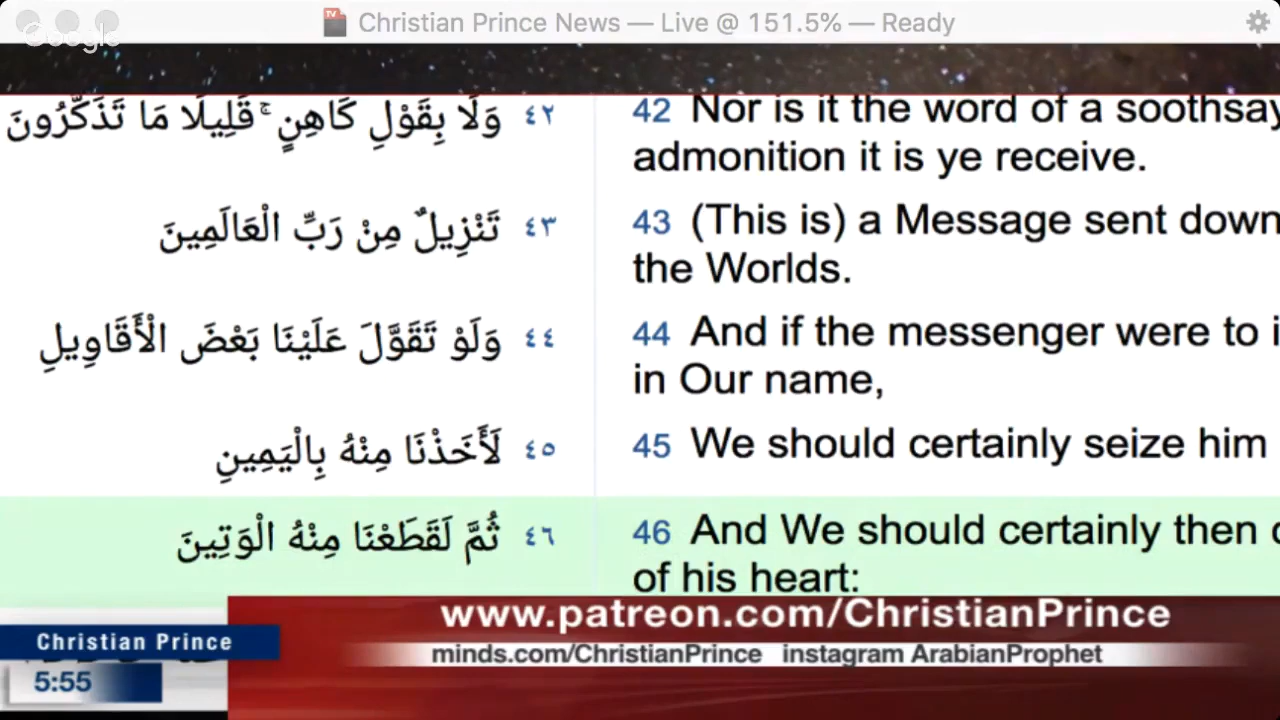 Christian Prince News — Live @ 151.5% — Ready
Google
وَلَا بِقَوْلِ كَاهِنٍ ۚ قَلِيلًا مَا تَذَكَّرُونَ ٤٢
42 Nor is it the word of a soothsay
admonition it is ye receive.
تَنْزِيلٌ مِنْ رَبِّ الْعَالَمِينَ ٤٣
43 (This is) a Message sent down
the Worlds.
وَلَوْ تَقَوَّلَ عَلَيْنَا بَعْضَ الْأَقَاوِيلِ ٤٤
44 And if the messenger were to i
in Our name,
لَأَخَذْنَا مِنْهُ بِالْيَمِينِ ٤٥
45 We should certainly seize him
ثُمَّ لَقَطَعْنَا مِنْهُ الْوَتِينَ ٤٦
46 And We should certainly then c
of his heart:
www.patreon.com/ChristianPrince
Christian Prince
minds.com/ChristianPrince instagram ArabianProphet
5:55